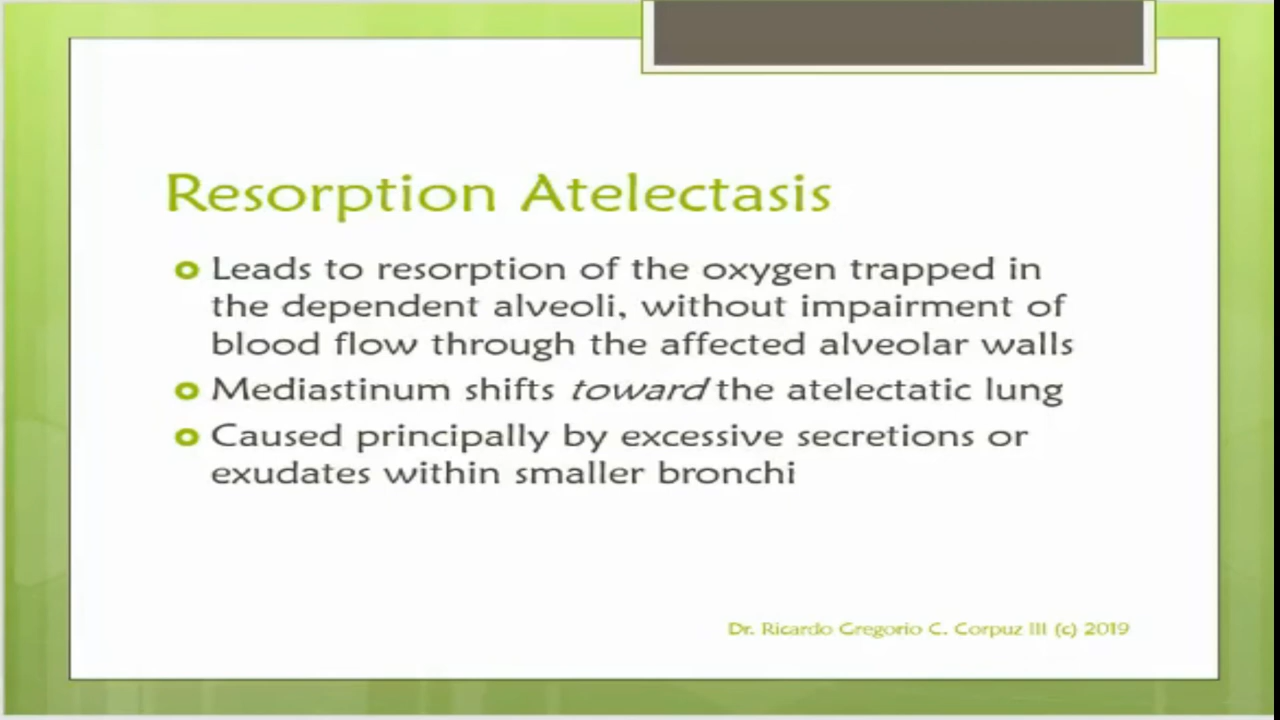 Resorption Atelectasis
Leads to resorption of the oxygen trapped in
the dependent alveoli, without impairment of
blood flow through the affected alveolar walls
Mediastinum shifts toward the atelectatic lung
Caused principally by excessive secretions or
exudates within smaller bronchi
Dr. Ricardo Gregorio C. Corpuz III (c) 2019